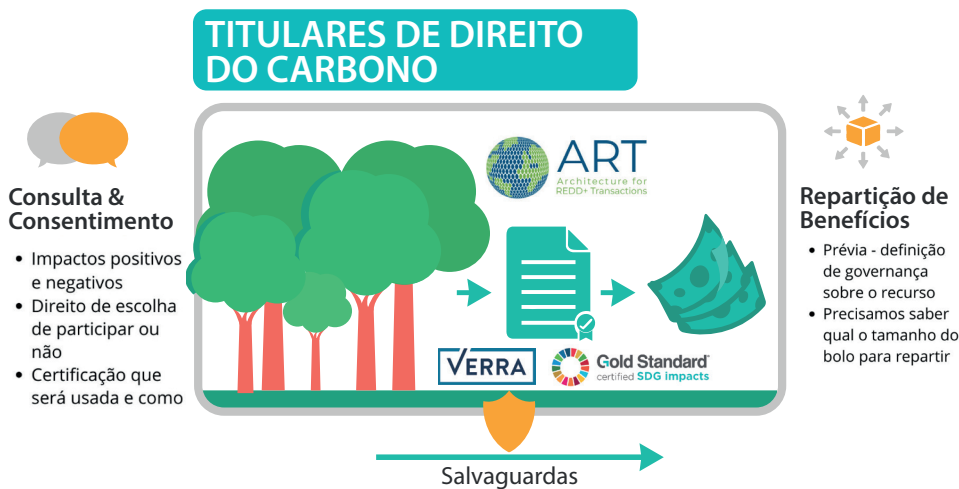 TITULARES DE DIREITO
DO CARBONO
Consulta &
Consentimento
• Impactos positivos
e negativos
• Direito de escolha
de participar ou
não
• Certificação que
será usada e como
ART
Architecture for
REDD+ Transactions
VERRA
Gold Standard
certified SDG impacts
Repartição de
Benefícios
• Prévia - definição
de governança
sobre o recurso
• Precisamos saber
qual o tamanho do
bolo para repartir
Salvaguardas